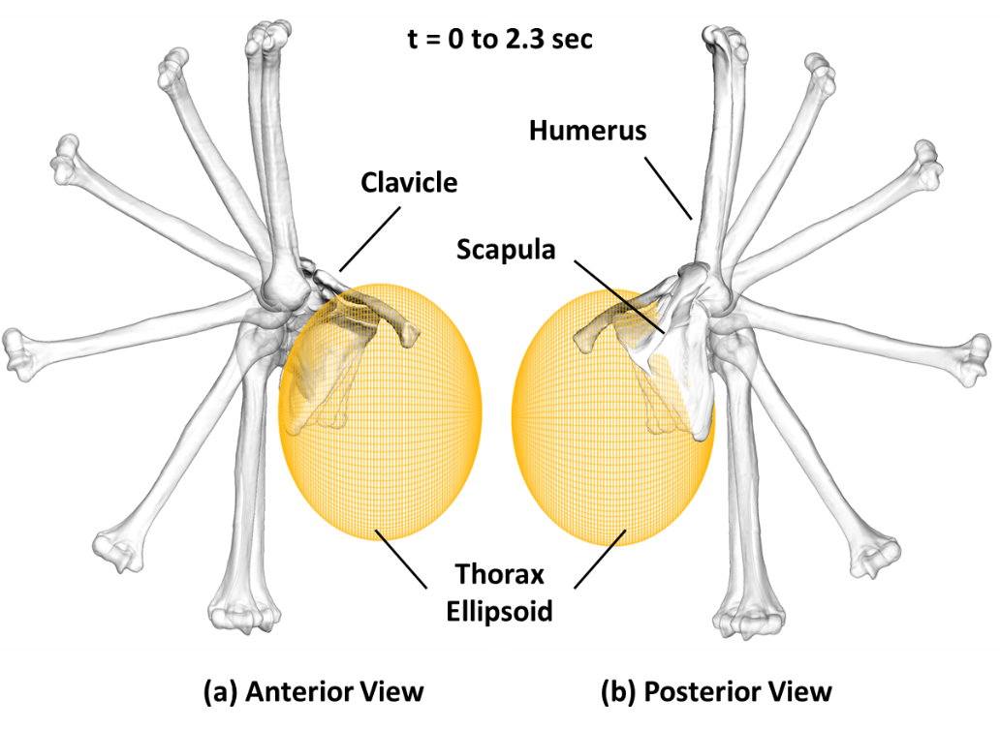 t = 0 to 2.3 sec
Humerus
Clavicle
Scapula
Thorax
Ellipsoid
(a) Anterior View
(b) Posterior View